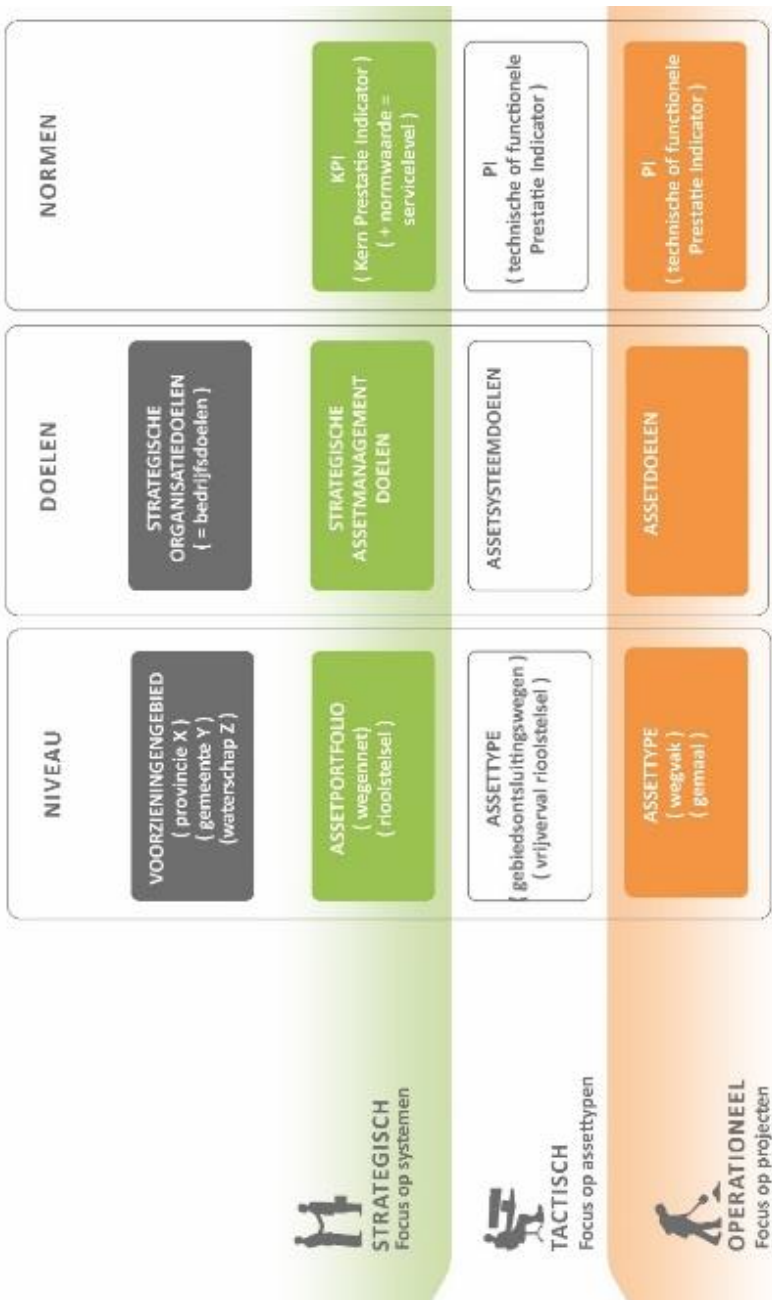 NIVEAU
DOELEN
NORMEN
VOORZIENINGENGEBIED
( provincie X )
( gemeente Y )
(waterschap Z )
STRATEGISCHE
ORGANISATIEDOELEN
( = bedrijfsdoelen )
STRATEGISCH
Focus op systemen
ASSETPORTFOLIO
( wegennet)
( rioolstelsel )
STRATEGISCHE
ASSETMANAGEMENT
DOELEN
KPI
( Kern Prestatie Indicator )
( + normwaarde =
servicelevel )
TACTISCH
Focus op assettypen
ASSETTYPE
( gebiedsontsluitingswegen )
( vrijverval rioolstelsel )
ASSETSYSTEEMDOELEN
PI
( technische of functionele
Prestatie Indicator )
OPERATIONEEL
Focus op projecten
ASSETTYPE
( wegvak )
( gemaal )
ASSETDOELEN
PI
( technische of functionele
Prestatie Indicator )